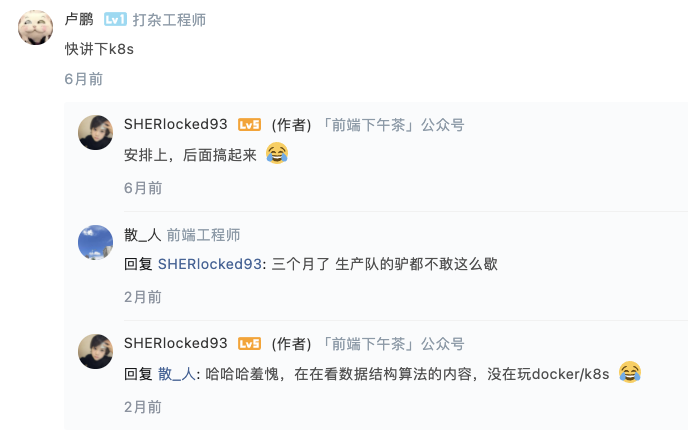 卢鹏 Lv1 打杂工程师
快讲下k8s
6月前
SHERlocked93 Lv5 (作者) 「前端下午茶」公众号
安排上，后面搞起来 😂
6月前
散_人 前端工程师
回复 SHERlocked93: 三个月了 生产队的驴都不敢这么歇
2月前
SHERlocked93 Lv5 (作者) 「前端下午茶」公众号
回复 散_人: 哈哈哈羞愧，在在看数据结构算法的内容，没在玩docker/k8s 😂
2月前